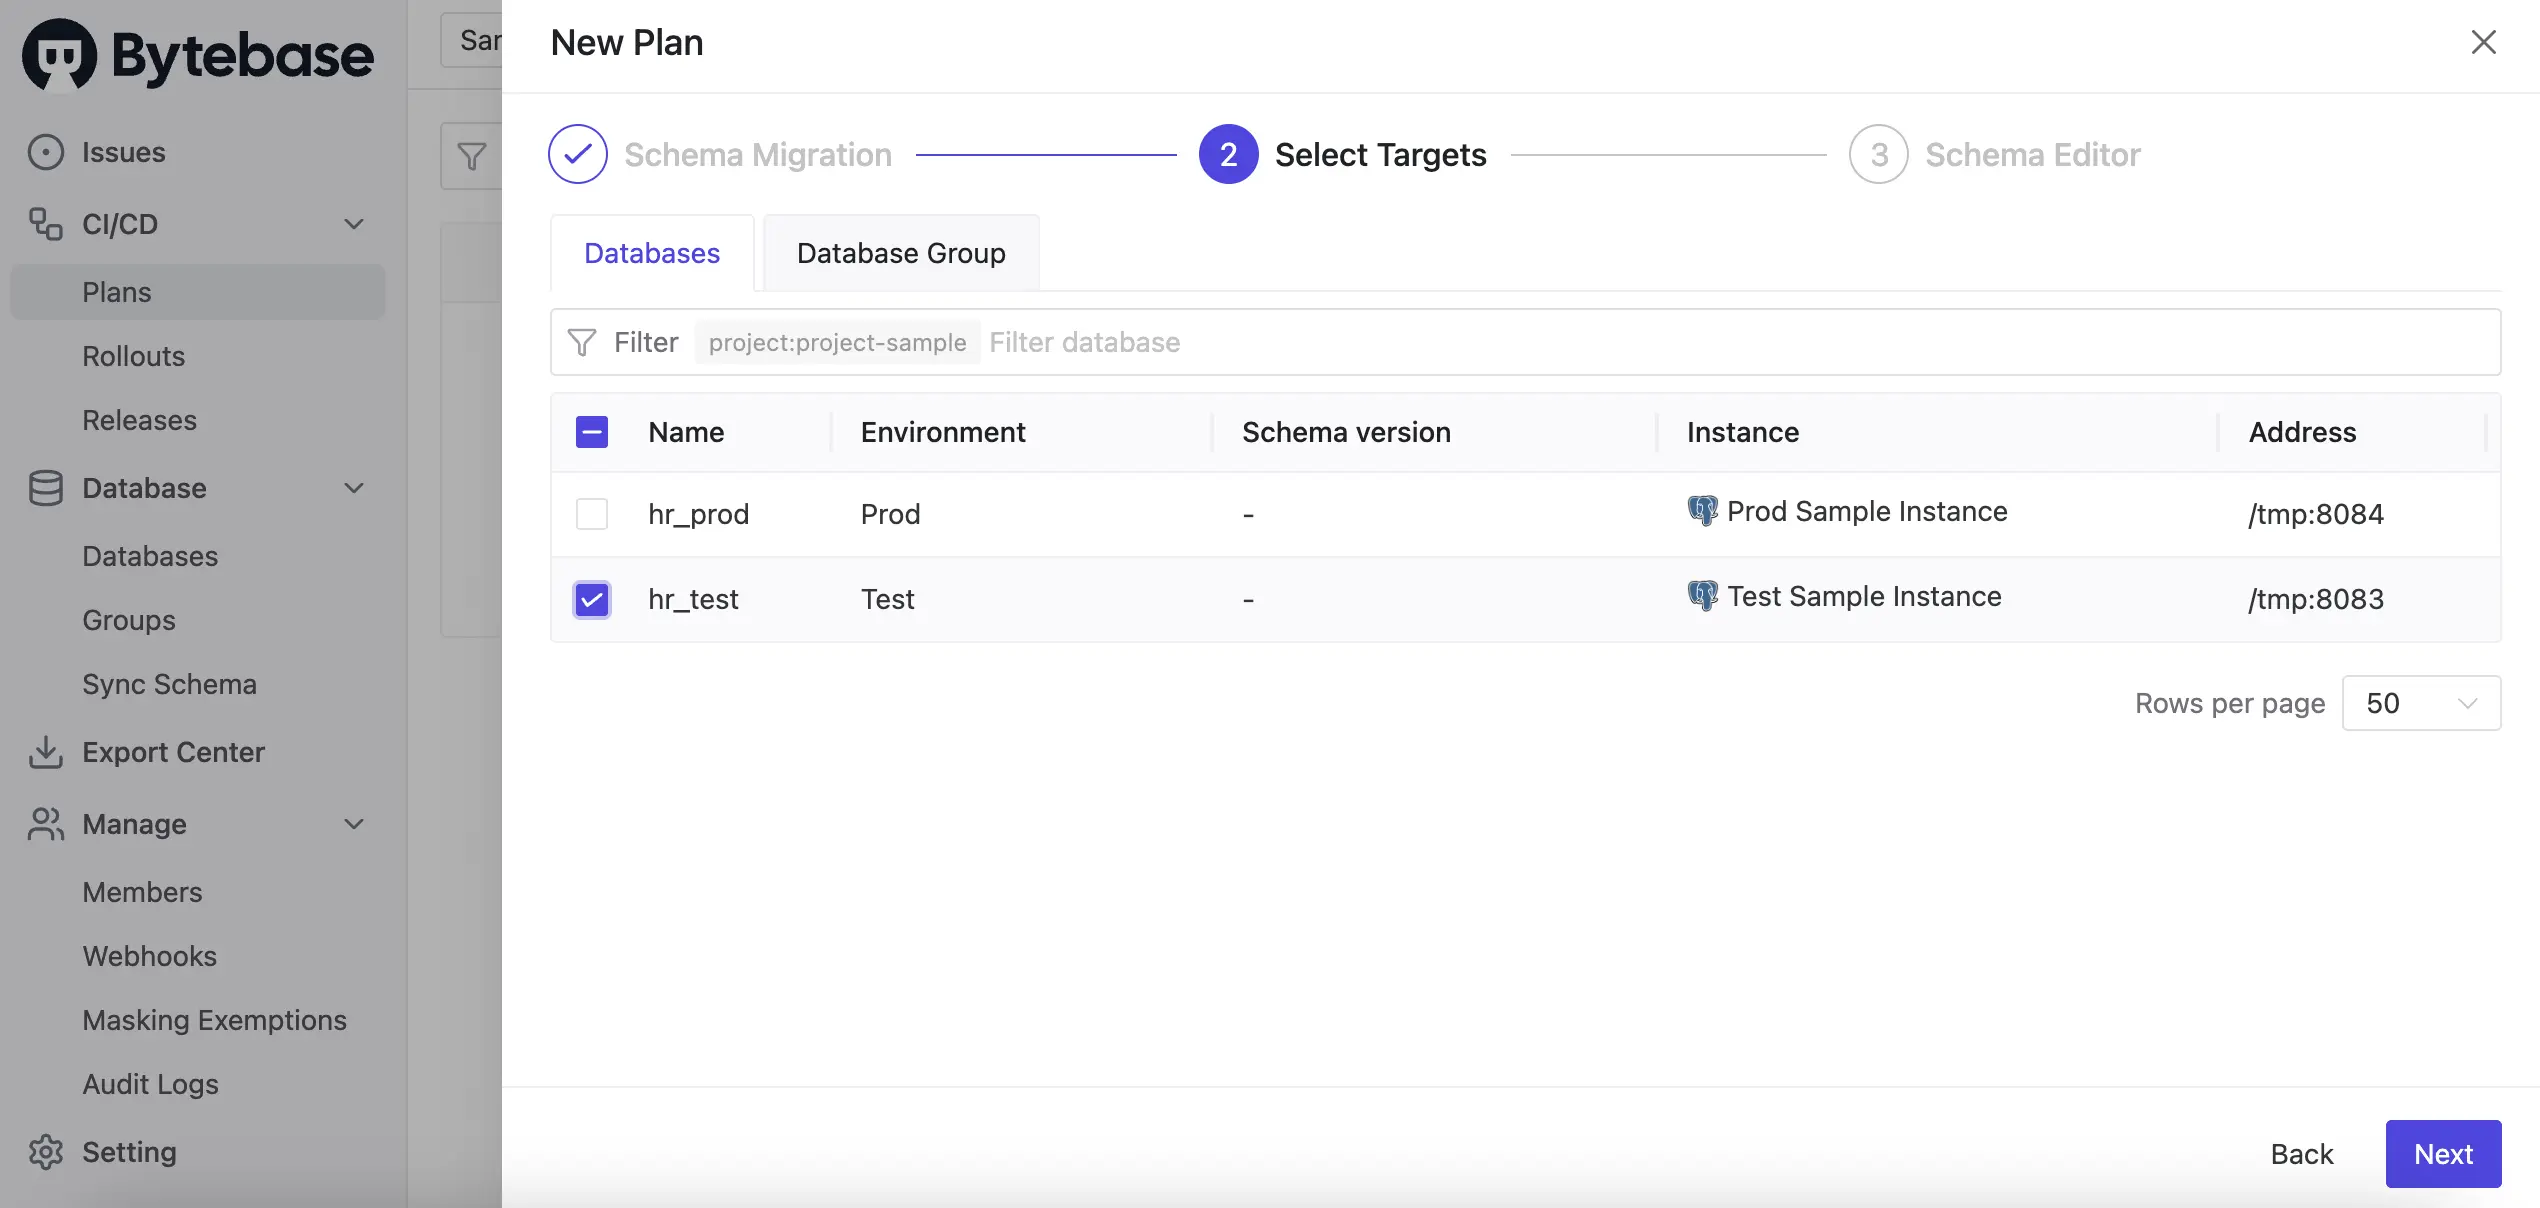 Bytebase
Issues
CI/CD
Plans
Rollouts
Releases
Database
Databases
Groups
Sync Schema
Export Center
Manage
Members
Webhooks
Masking Exemptions
Audit Logs
Setting
New Plan
Schema Migration
2 Select Targets
3 Schema Editor
Databases
Database Group
Filter project:project-sample Filter database
Name Environment Schema version Instance Address
hr_prod Prod - Prod Sample Instance /tmp:8084
hr_test Test - Test Sample Instance /tmp:8083
Rows per page 50
Back Next